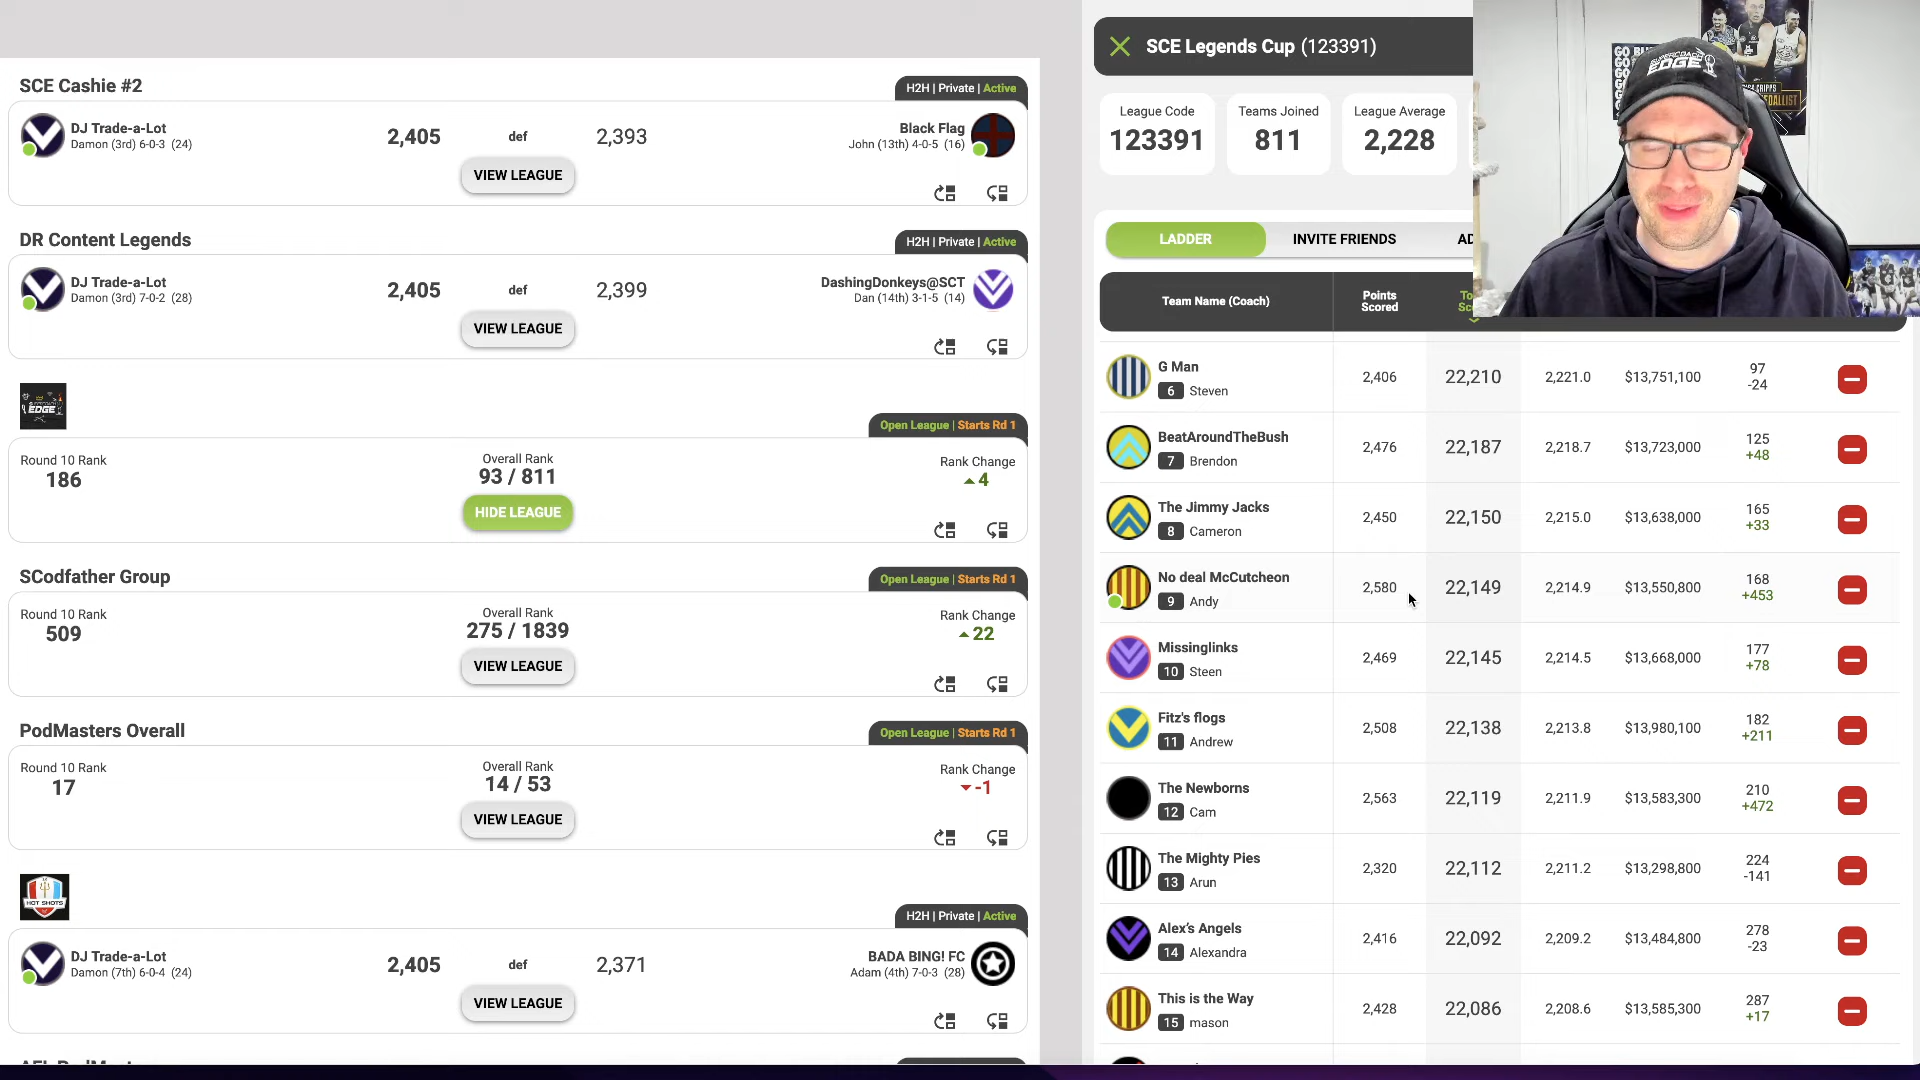 SCE Cashie #2
H2H | Private | Active
DJ Trade-a-Lot
Damon (3rd) 6-0-3 (24)
2,405 def 2,393
Black Flag
John (13th) 4-0-5 (16)
VIEW LEAGUE
DR Content Legends
H2H | Private | Active
DJ Trade-a-Lot
Damon (3rd) 7-0-2 (28)
2,405 def 2,399
DashingDonkeys@SCT
Dan (14th) 3-1-5 (14)
VIEW LEAGUE
EDGE
Open League | Starts Rd 1
Round 10 Rank
186
Overall Rank
93 / 811
Rank Change
4
HIDE LEAGUE
SCodfather Group
Open League | Starts Rd 1
Round 10 Rank
509
Overall Rank
275 / 1839
Rank Change
22
VIEW LEAGUE
PodMasters Overall
Open League | Starts Rd 1
Round 10 Rank
17
Overall Rank
14 / 53
Rank Change
-1
VIEW LEAGUE
HOT SHOTS
H2H | Private | Active
DJ Trade-a-Lot
Damon (7th) 6-0-4 (24)
2,405 def 2,371
BADA BING! FC
Adam (4th) 7-0-3 (28)
VIEW LEAGUE
SCE Legends Cup (123391)
League Code
123391
Teams Joined
811
League Average
2,228
LADDER INVITE FRIENDS AD
Team Name (Coach)
Points
Scored
To
Sc
G Man
6 Steven
2,406 22,210 2,221.0 $13,751,100 97
-24
BeatAroundTheBush
7 Brendon
2,476 22,187 2,218.7 $13,723,000 125
+48
The Jimmy Jacks
8 Cameron
2,450 22,150 2,215.0 $13,638,000 165
+33
No deal McCutcheon
9 Andy
2,580 22,149 2,214.9 $13,550,800 168
+453
Missinglinks
10 Steen
2,469 22,145 2,214.5 $13,668,000 177
+78
Fitz's flogs
11 Andrew
2,508 22,138 2,213.8 $13,980,100 182
+211
The Newborns
12 Cam
2,563 22,119 2,211.9 $13,583,300 210
+472
The Mighty Pies
13 Arun
2,320 22,112 2,211.2 $13,298,800 224
-141
Alex's Angels
14 Alexandra
2,416 22,092 2,209.2 $13,484,800 278
-23
This is the Way
15 mason
2,428 22,086 2,208.6 $13,585,300 287
+17
SUPERCOACH
EDGE